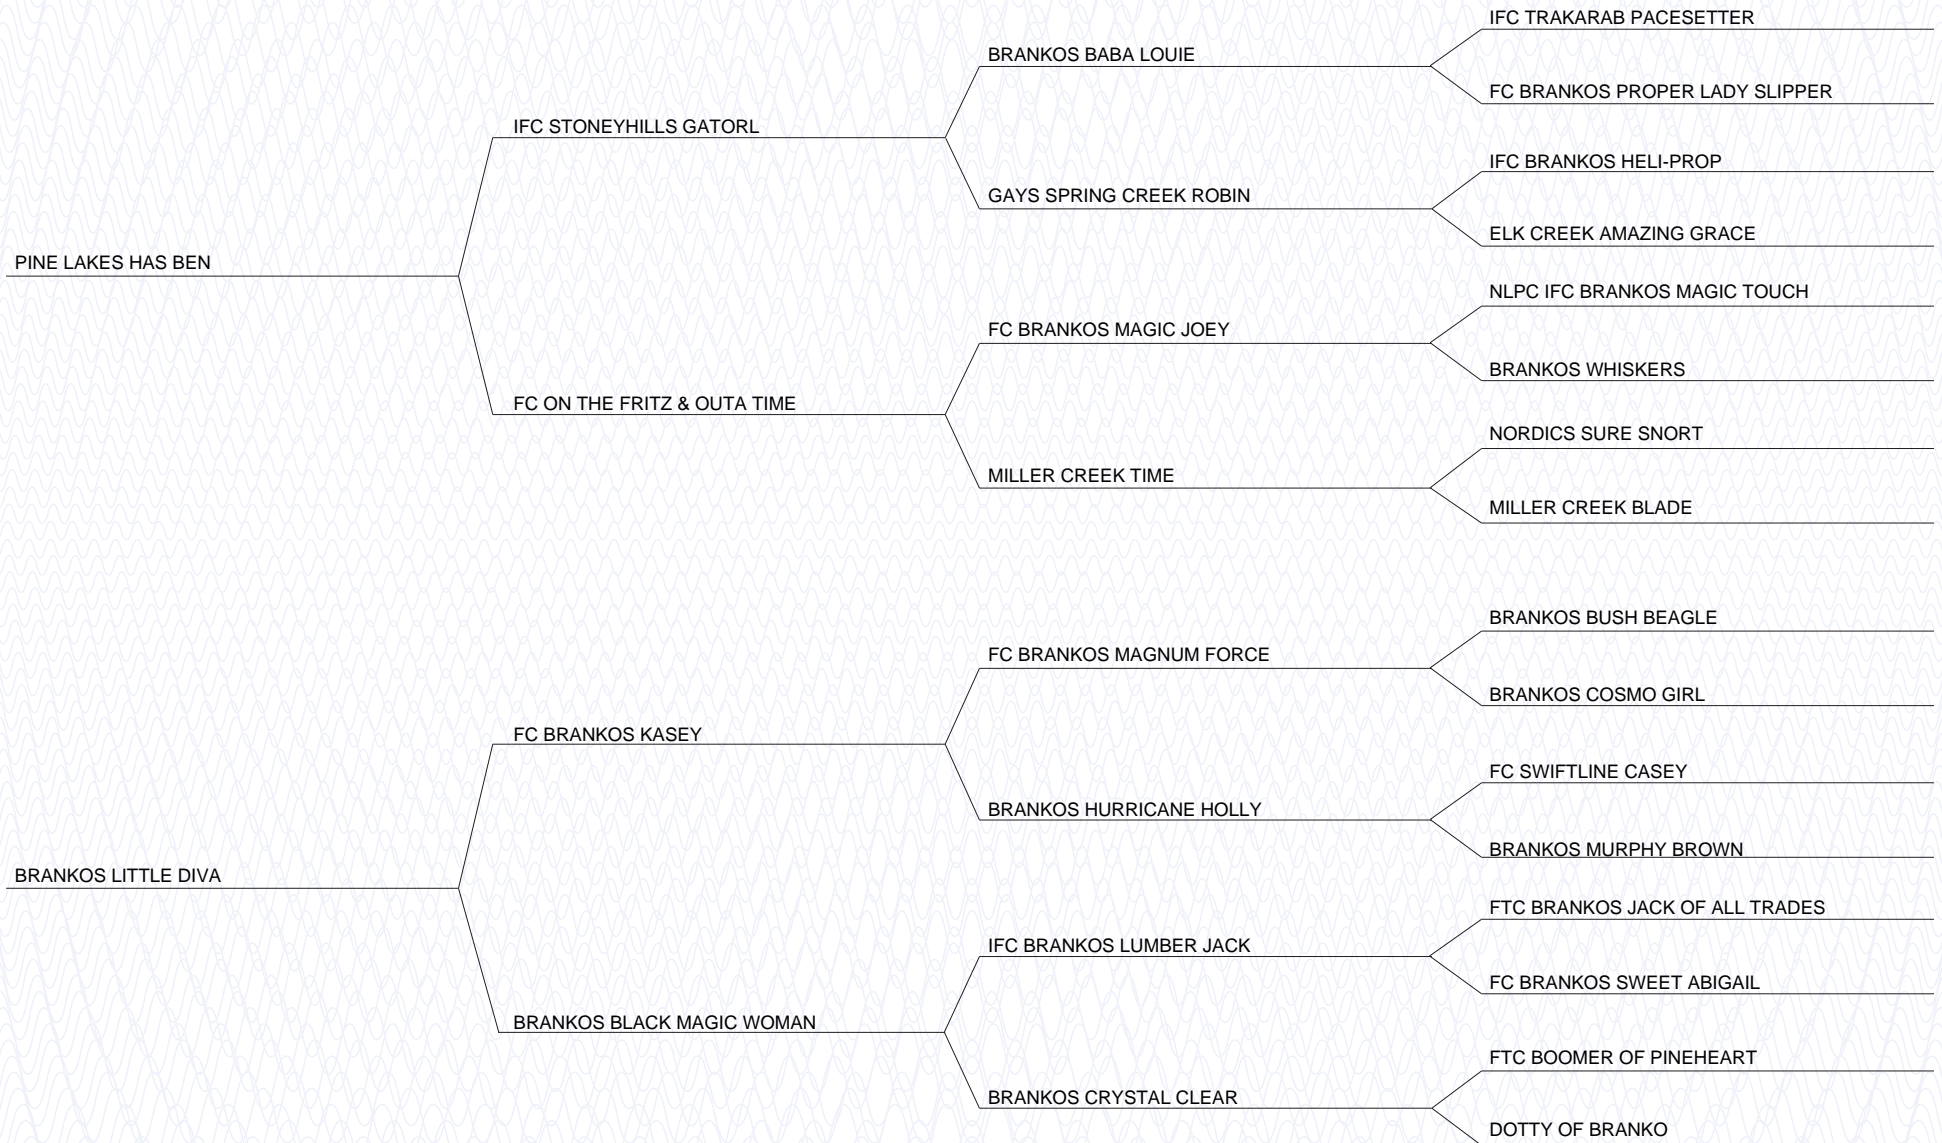 IFC TRAKARAB PACESETTER
BRANKOS BABA LOUIE
FC BRANKOS PROPER LADY SLIPPER
IFC STONEYHILLS GATORL
IFC BRANKOS HELI-PROP
GAYS SPRING CREEK ROBIN
ELK CREEK AMAZING GRACE
PINE LAKES HAS BEN
NLPC IFC BRANKOS MAGIC TOUCH
FC BRANKOS MAGIC JOEY
BRANKOS WHISKERS
FC ON THE FRITZ & OUTA TIME
NORDICS SURE SNORT
MILLER CREEK TIME
MILLER CREEK BLADE
BRANKOS BUSH BEAGLE
FC BRANKOS MAGNUM FORCE
BRANKOS COSMO GIRL
FC BRANKOS KASEY
FC SWIFTLINE CASEY
BRANKOS HURRICANE HOLLY
BRANKOS MURPHY BROWN
BRANKOS LITTLE DIVA
FTC BRANKOS JACK OF ALL TRADES
IFC BRANKOS LUMBER JACK
FC BRANKOS SWEET ABIGAIL
BRANKOS BLACK MAGIC WOMAN
FTC BOOMER OF PINEHEART
BRANKOS CRYSTAL CLEAR
DOTTY OF BRANKO